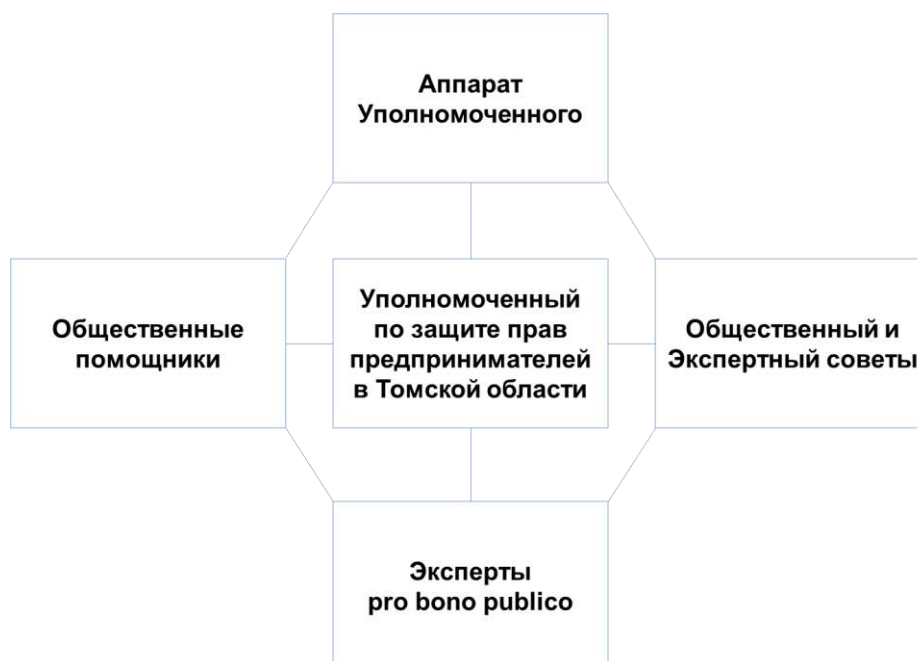 Аппарат
Уполномоченного
Общественные
помощники
Уполномоченный
по защите прав
предпринимателей
в Томской области
Общественный и
Экспертный советы
Эксперты
pro bono publico